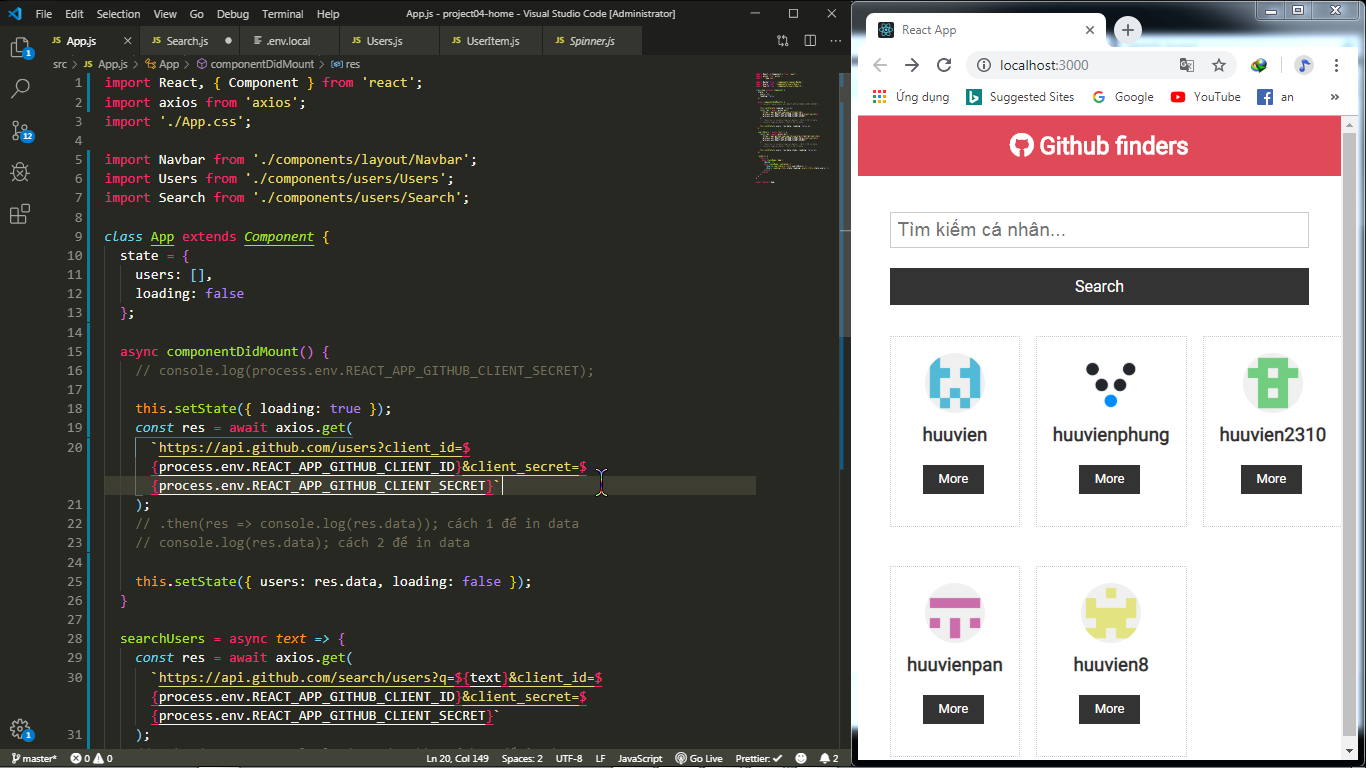 File Edit Selection View Go Debug Terminal Help App.js - project04-home - Visual Studio Code [Administrator]
JS App.js JS Search.js .env.local JS Users.js JS UserItem.js JS Spinner.js
src > JS App.js > App > componentDidMount > res
1 import React, { Component } from 'react';
2 import axios from 'axios';
3 import './App.css';
4
5 import Navbar from './components/layout/Navbar';
6 import Users from './components/users/Users';
7 import Search from './components/users/Search';
8
9 class App extends Component {
10 state = {
11 users: [],
12 loading: false
13 };
14
15 async componentDidMount() {
16 // console.log(process.env.REACT_APP_GITHUB_CLIENT_SECRET);
17
18 this.setState({ loading: true });
19 const res = await axios.get(
20 `https://api.github.com/users?client_id=$
{process.env.REACT_APP_GITHUB_CLIENT_ID}&client_secret=$
{process.env.REACT_APP_GITHUB_CLIENT_SECRET}`
21 );
22 // .then(res => console.log(res.data)); cách 1 để in data
23 // console.log(res.data); cách 2 để in data
24
25 this.setState({ users: res.data, loading: false });
26 }
27
28 searchUsers = async text => {
29 const res = await axios.get(
30 `https://api.github.com/search/users?q=${text}&client_id=$
{process.env.REACT_APP_GITHUB_CLIENT_ID}&client_secret=$
{process.env.REACT_APP_GITHUB_CLIENT_SECRET}`
31 );
1
12
1
master* 0 0 Ln 20, Col 149 Spaces: 2 UTF-8 LF JavaScript Go Live Prettier: ✓ 2
React App
localhost:3000
Ứng dụng Suggested Sites Google YouTube an »
Github finders
Tìm kiếm cá nhân...
Search
huuvien huuvienphung huuvien2310
More More More
huuvienpan huuvien8
More More